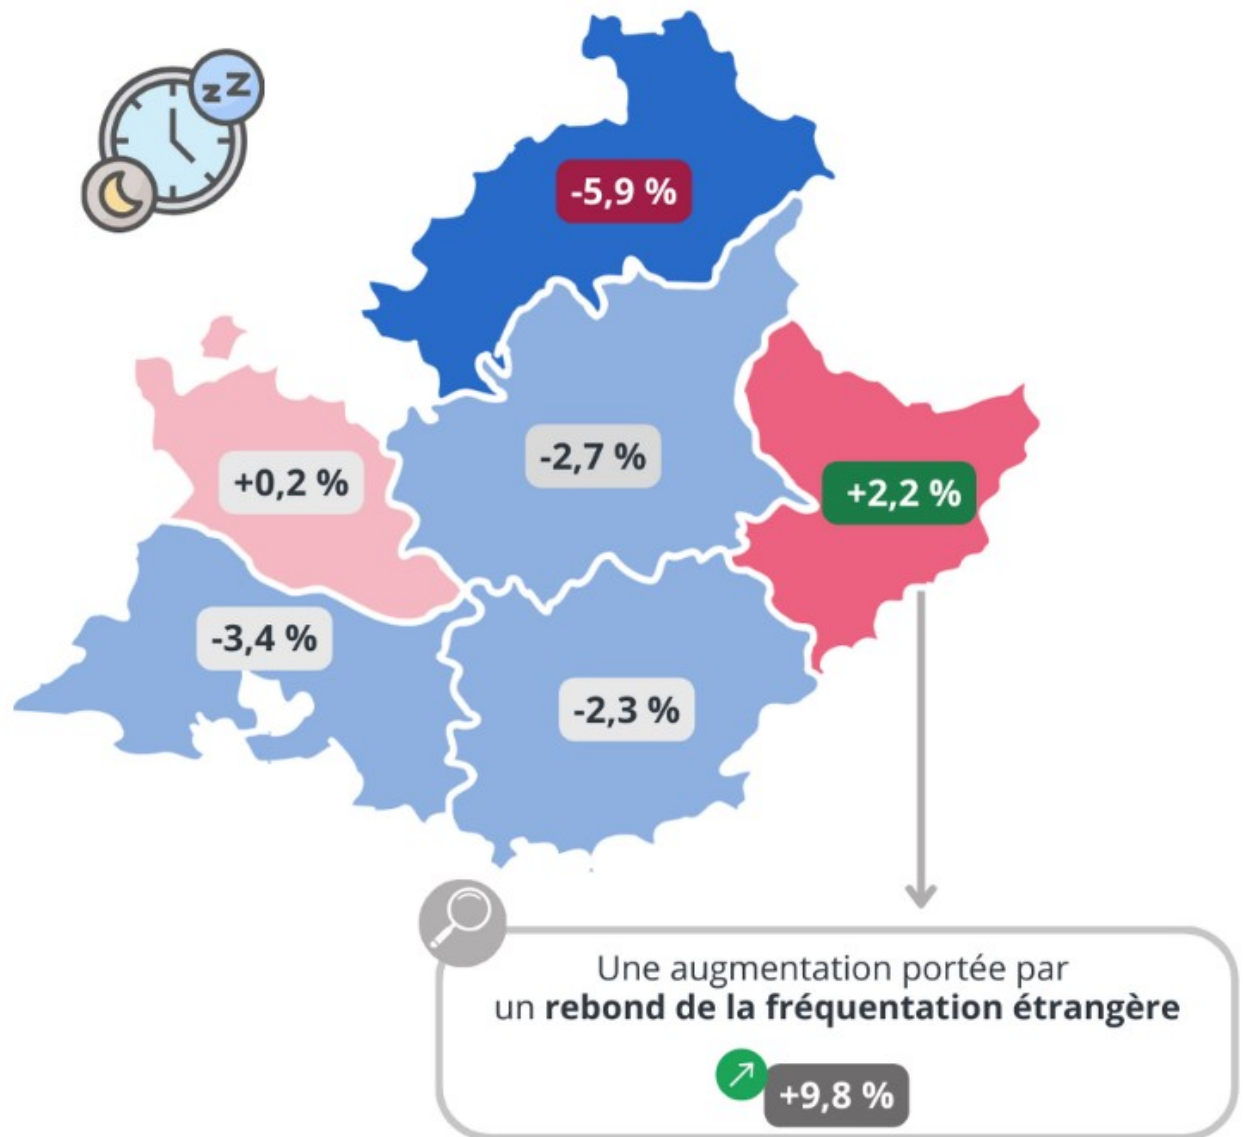 zZ
-5,9 %
-2,7 %
+0,2 %
+2,2 %
-3,4 %
-2,3 %
Une augmentation portée par
un rebond de la fréquentation étrangère
+9,8 %